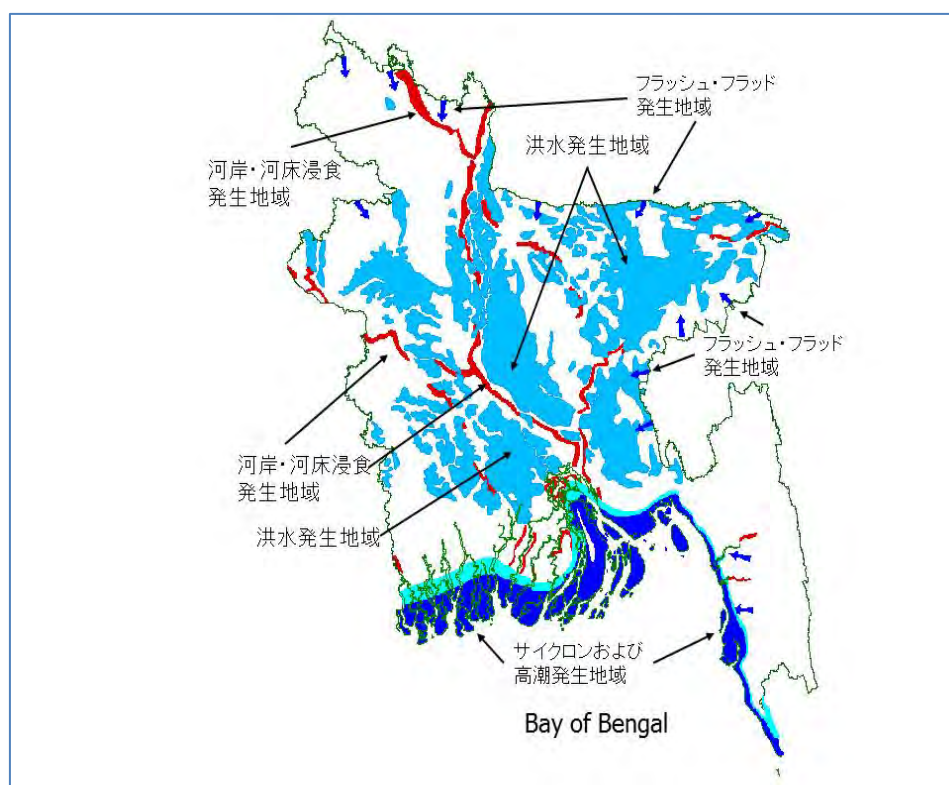 フラッシュ・フラッド
発生地域
洪水発生地域
河岸・河床浸食
発生地域
フラッシュ・フラッド
発生地域
河岸・河床浸食
発生地域
洪水発生地域
サイクロンおよび
高潮発生地域
Bay of Bengal